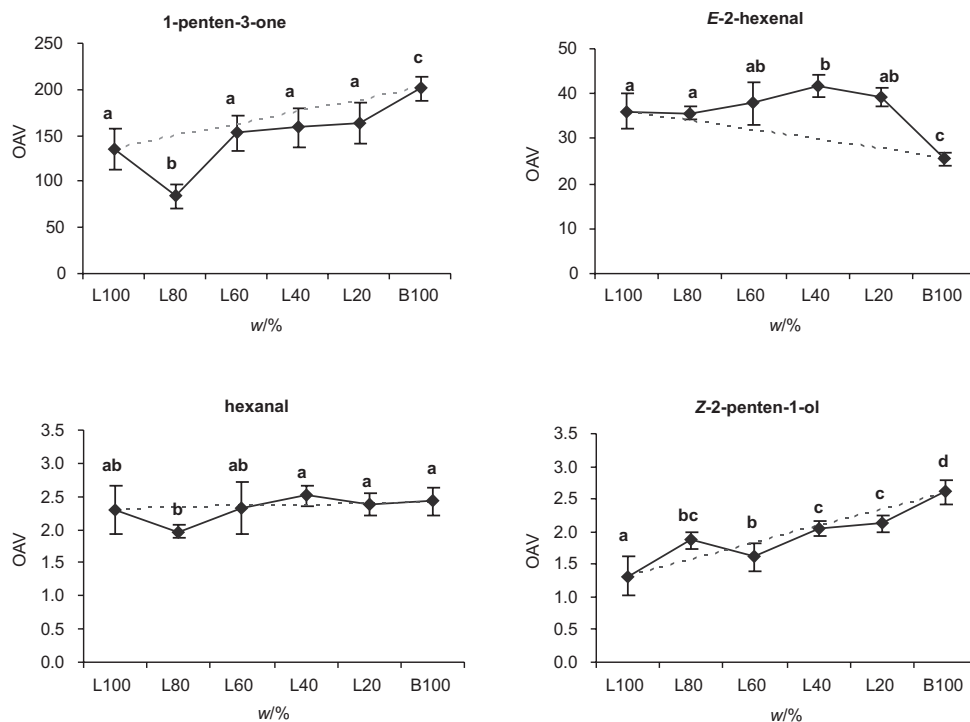 1-penten-3-one
250
200
150
100
50
0
OAV
a
b
a
a
a
c
L100 L80 L60 L40 L20 B100
w/%
E-2-hexenal
50
40
30
20
10
0
OAV
a
a
ab
b
ab
c
L100 L80 L60 L40 L20 B100
w/%
hexanal
3.5
3.0
2.5
2.0
1.5
1.0
0.5
0.0
OAV
ab
b
ab
a
a
a
L100 L80 L60 L40 L20 B100
w/%
Z-2-penten-1-ol
3.5
3.0
2.5
2.0
1.5
1.0
0.5
0.0
OAV
a
bc
b
c
c
d
L100 L80 L60 L40 L20 B100
w/%